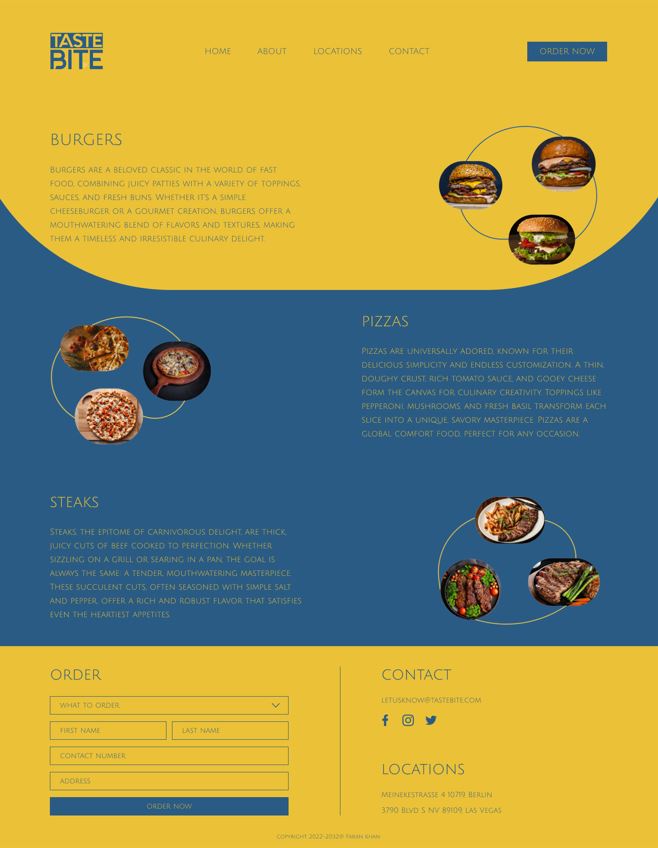 TASTE
BITE
HOME ABOUT LOCATIONS CONTACT ORDER NOW
BURGERS
Burgers are a beloved classic in the world of fast
food, combining juicy patties with a variety of toppings,
sauces, and fresh buns. Whether it's a simple
cheeseburger or a gourmet creation, burgers offer a
mouthwatering blend of flavors and textures, making
them a timeless and irresistible culinary delight.
PIZZAS
Pizzas are universally adored, known for their
delicious simplicity and endless customization. A thin,
doughy crust, rich tomato sauce, and gooey cheese
form the canvas for culinary creativity. Toppings like
pepperoni, mushrooms, and fresh basil transform each
slice into a unique, savory masterpiece. Pizzas are a
global comfort food, perfect for any occasion.
STEAKS
Steaks, the epitome of carnivorous delight, are thick,
juicy cuts of beef cooked to perfection. Whether
sizzling on a grill or searing in a pan, the goal is
always the same: a tender, mouthwatering masterpiece.
These succulent cuts, often seasoned with simple salt
and pepper, offer a rich and robust flavor that satisfies
even the heartiest appetites.
ORDER
WHAT TO ORDER
FIRST NAME LAST NAME
CONTACT NUMBER
ADDRESS
ORDER NOW
CONTACT
letusknow@tastebite.com
LOCATIONS
Meinekestraße 4 10719 Berlin
3790 Blvd S NV 89109, Las Vegas
copyright 2022-2032© Faran Khan